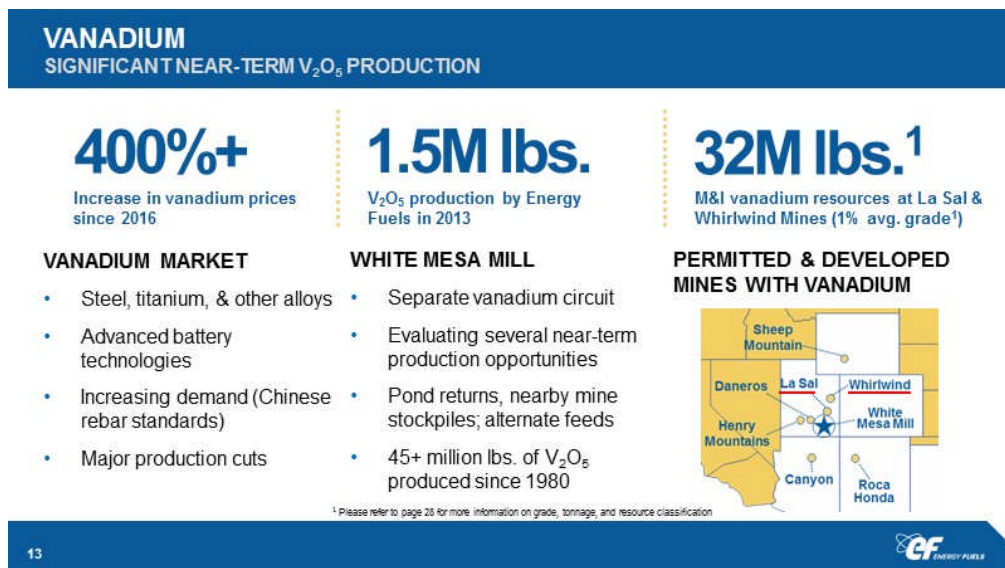 VANADIUM
SIGNIFICANT NEAR-TERM V₂O₅ PRODUCTION
400%+
Increase in vanadium prices
since 2016
1.5M lbs.
V₂O₅ production by Energy
Fuels in 2013
32M lbs.¹
M&I vanadium resources at La Sal &
Whirlwind Mines (1% avg. grade¹)
VANADIUM MARKET
• Steel, titanium, & other alloys
• Advanced battery
technologies
• Increasing demand (Chinese
rebar standards)
• Major production cuts
WHITE MESA MILL
• Separate vanadium circuit
• Evaluating several near-term
production opportunities
• Pond returns, nearby mine
stockpiles; alternate feeds
• 45+ million lbs. of V₂O₅
produced since 1980
PERMITTED & DEVELOPED
MINES WITH VANADIUM
Sheep
Mountain
Daneros
La Sal
Whirlwind
White
Mesa Mill
Henry
Mountains
Canyon
Roca
Honda
¹ Please refer to page 28 for more information on grade, tonnage, and resource classification
13
ef ENERGY FUELS